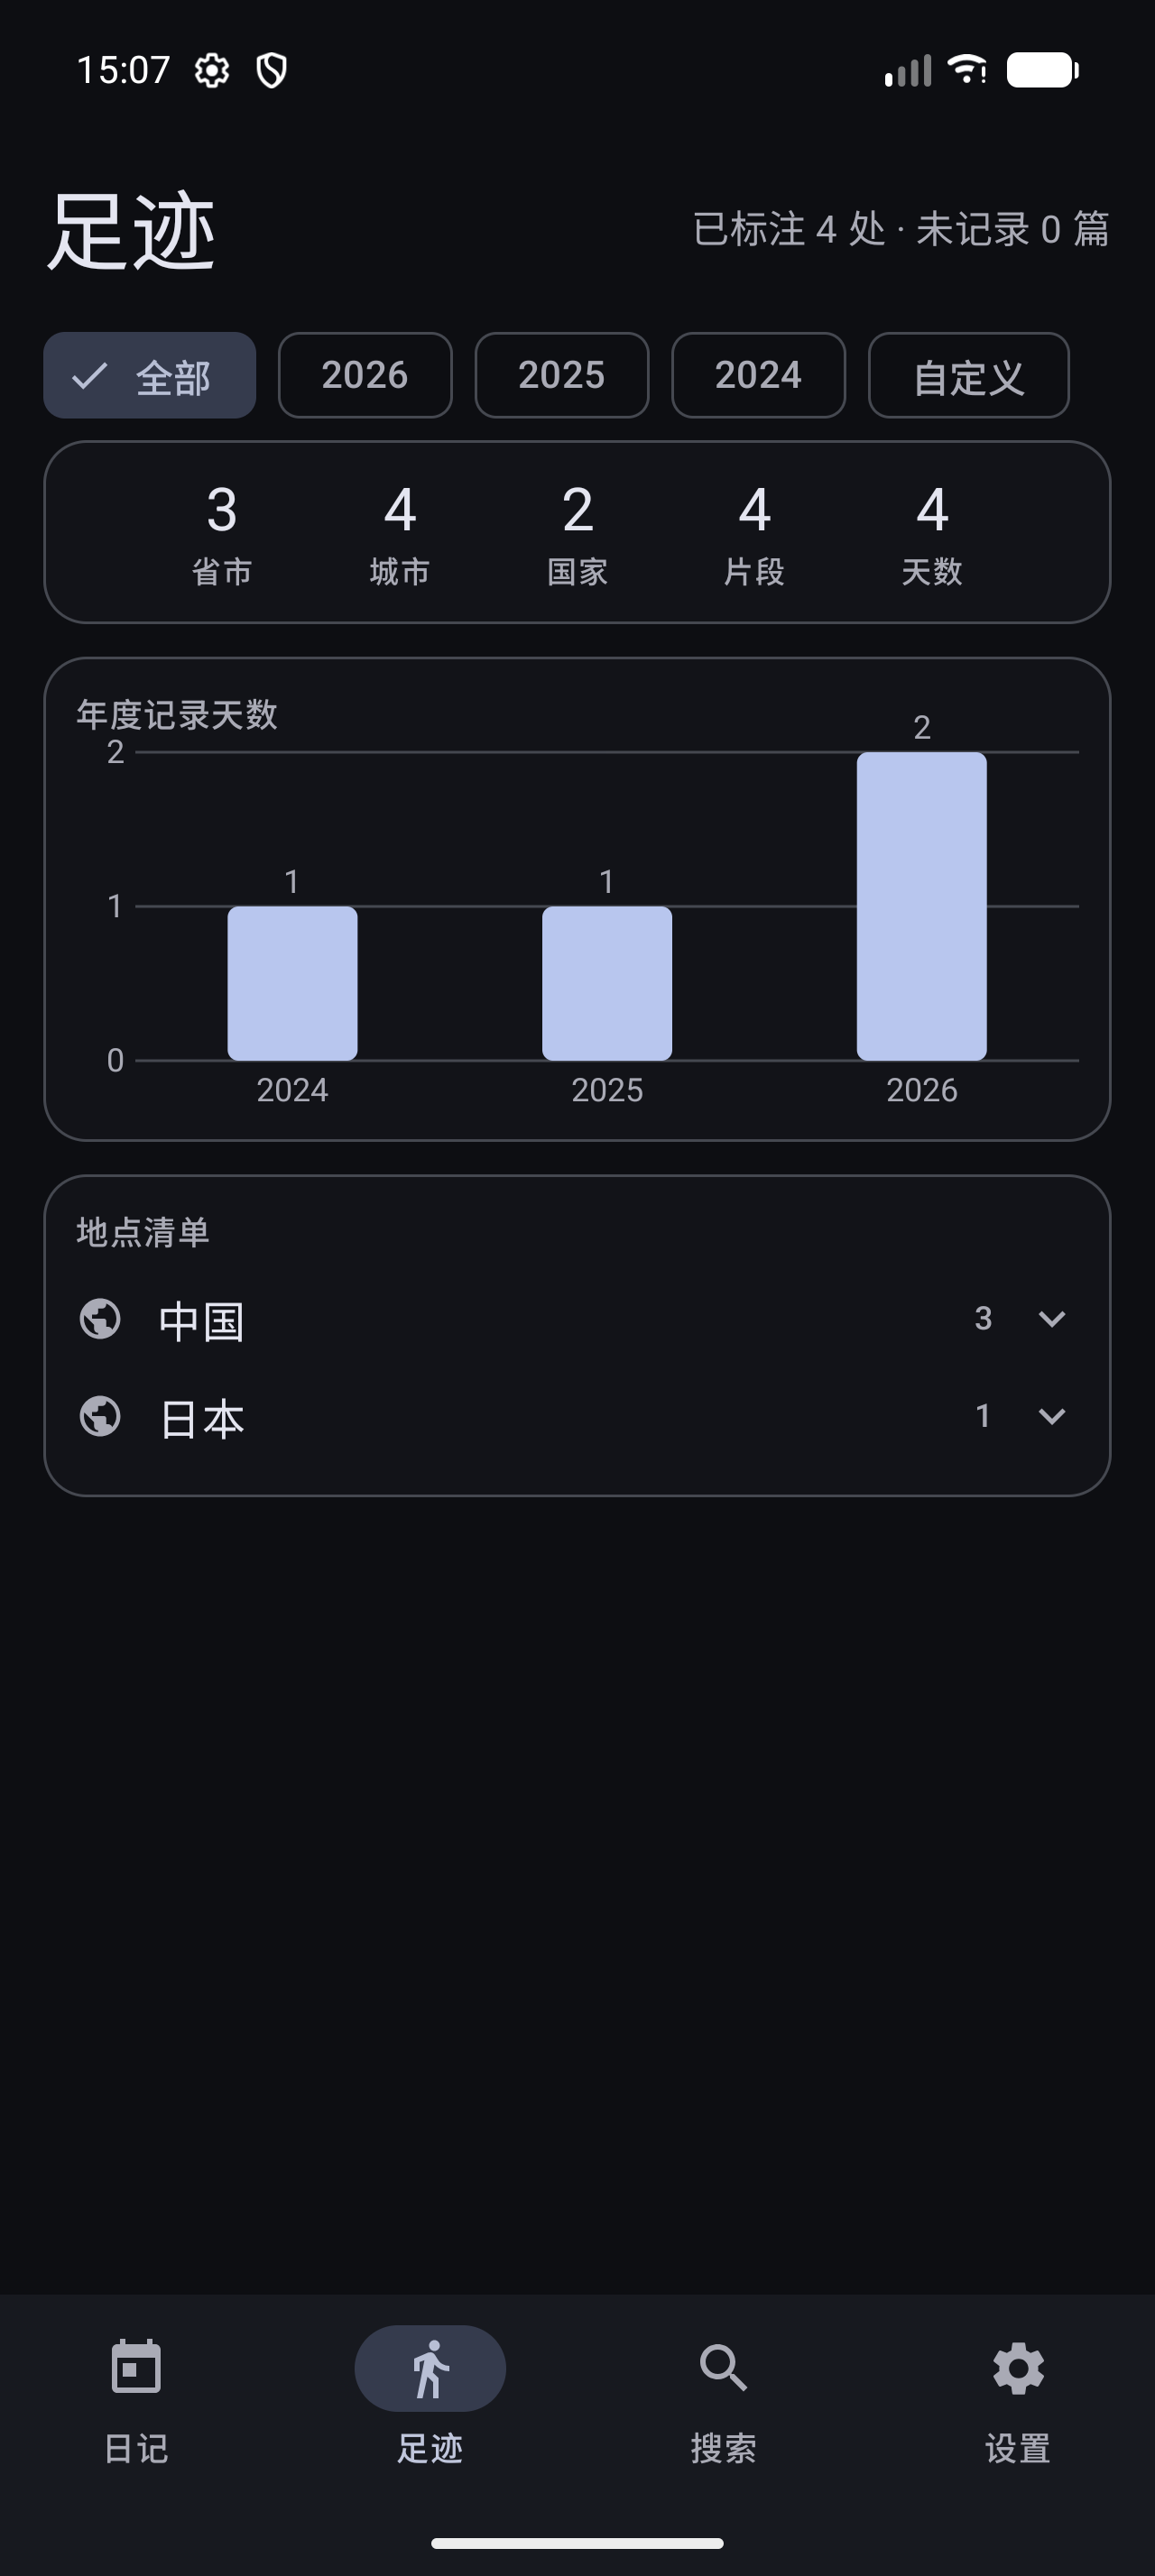 15:07
足迹
已标注 4 处 · 未记录 0 篇
全部 2026 2025 2024 自定义
3 4 2 4 4
省市 城市 国家 片段 天数
年度记录天数
2
2
1 1
1
0
2024 2025 2026
地点清单
中国 3
日本 1
日记 足迹 搜索 设置